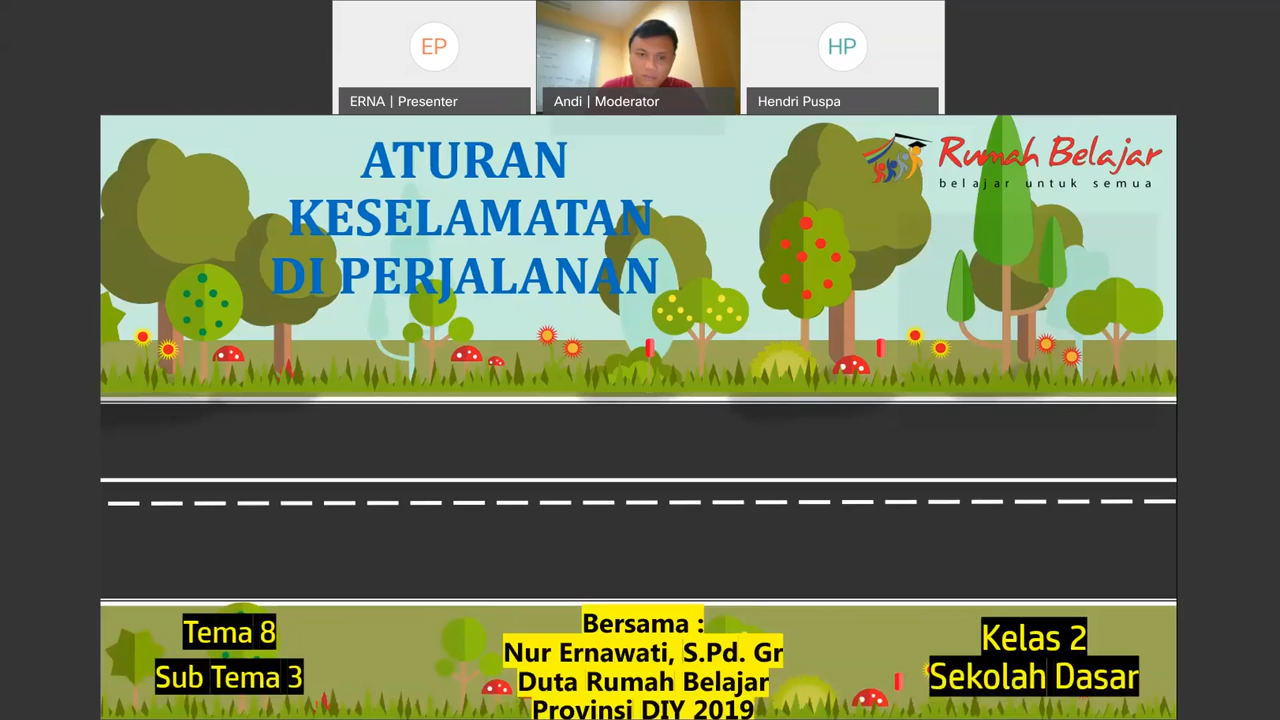 EP
HP
ERNA | Presenter
Andi | Moderator
Hendri Puspa
ATURAN
KESELAMATAN
DI PERJALANAN
Rumah Belajar
belajar untuk semua
Tema 8
Sub Tema 3
Bersama :
Nur Ernawati, S.Pd. Gr
Duta Rumah Belajar
Provinsi DIY 2019
Kelas 2
Sekolah Dasar